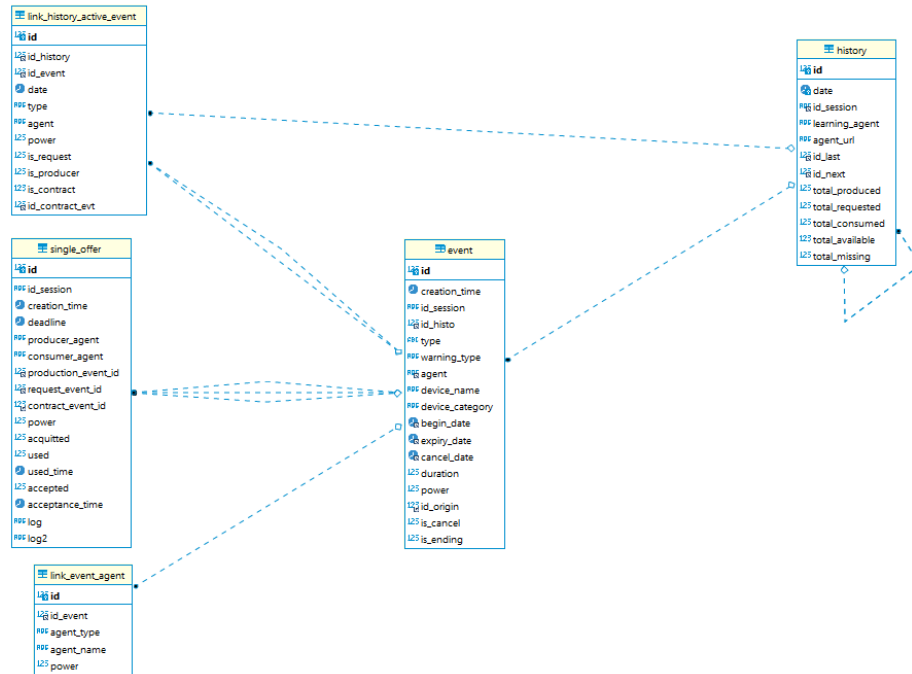 link_history_active_event
id
id_history
id_event
date
type
agent
power
is_request
is_producer
is_contract
id_contract_evt
single_offer
id
id_session
creation_time
deadline
producer_agent
consumer_agent
production_event_id
request_event_id
contract_event_id
power
acquitted
used
used_time
accepted
acceptance_time
log
log2
link_event_agent
id
id_event
agent_type
agent_name
power
event
id
creation_time
id_session
id_histo
type
warning_type
agent
device_name
device_category
begin_date
expiry_date
cancel_date
duration
power
id_origin
is_cancel
is_ending
history
id
date
id_session
learning_agent
agent_url
id_last
id_next
total_produced
total_requested
total_consumed
total_available
total_missing